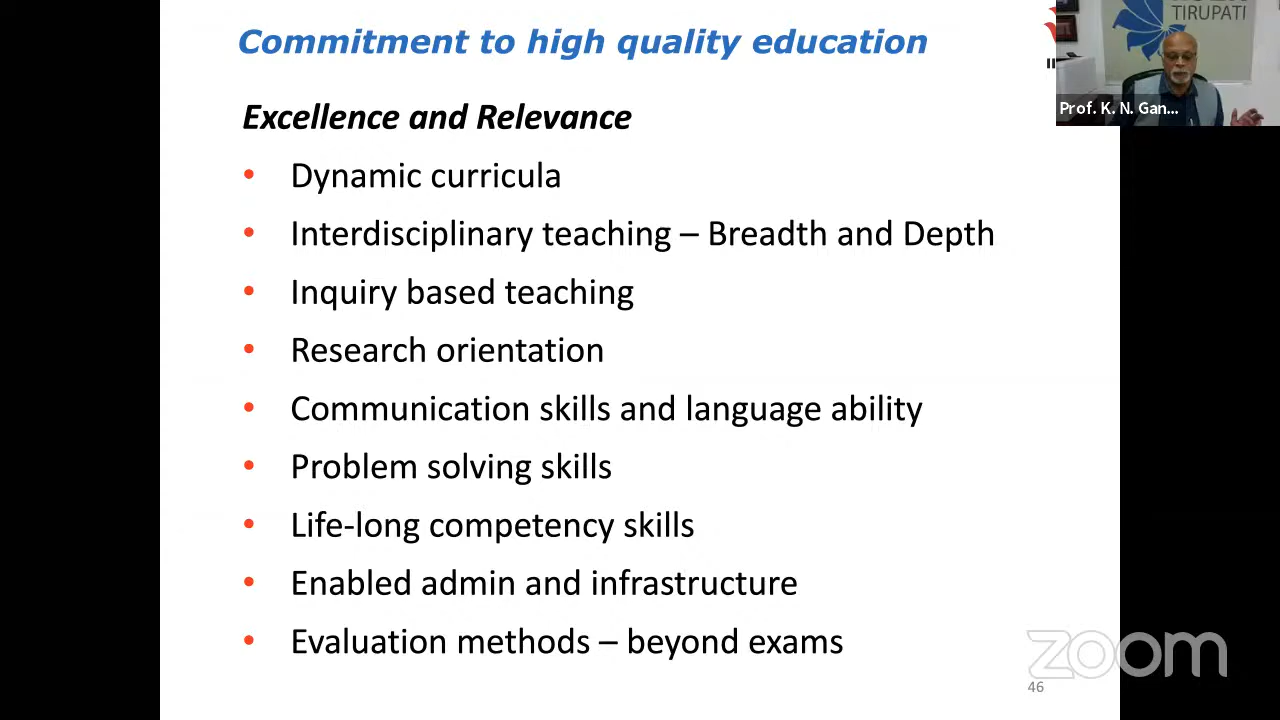 Commitment to high quality education
TIRUPATI
Prof. K. N. Gan...
Excellence and Relevance
• Dynamic curricula
• Interdisciplinary teaching – Breadth and Depth
• Inquiry based teaching
• Research orientation
• Communication skills and language ability
• Problem solving skills
• Life-long competency skills
• Enabled admin and infrastructure
• Evaluation methods – beyond exams
zoom
46